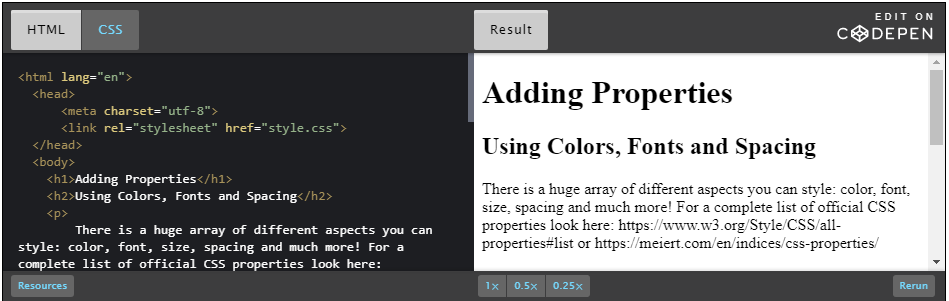 HTML CSS Result EDIT ON
CODEPEN
<html lang="en">
<head>
<meta charset="utf-8">
<link rel="stylesheet" href="style.css">
</head>
<body>
<h1>Adding Properties</h1>
<h2>Using Colors, Fonts and Spacing</h2>
<p>
There is a huge array of different aspects you can
style: color, font, size, spacing and much more! For a
complete list of official CSS properties look here:
Adding Properties
Using Colors, Fonts and Spacing
There is a huge array of different aspects you can style: color, font,
size, spacing and much more! For a complete list of official CSS
properties look here: https://www.w3.org/Style/CSS/all-
properties#list or https://meiert.com/en/indices/css-properties/
Resources 1x 0.5x 0.25x Rerun